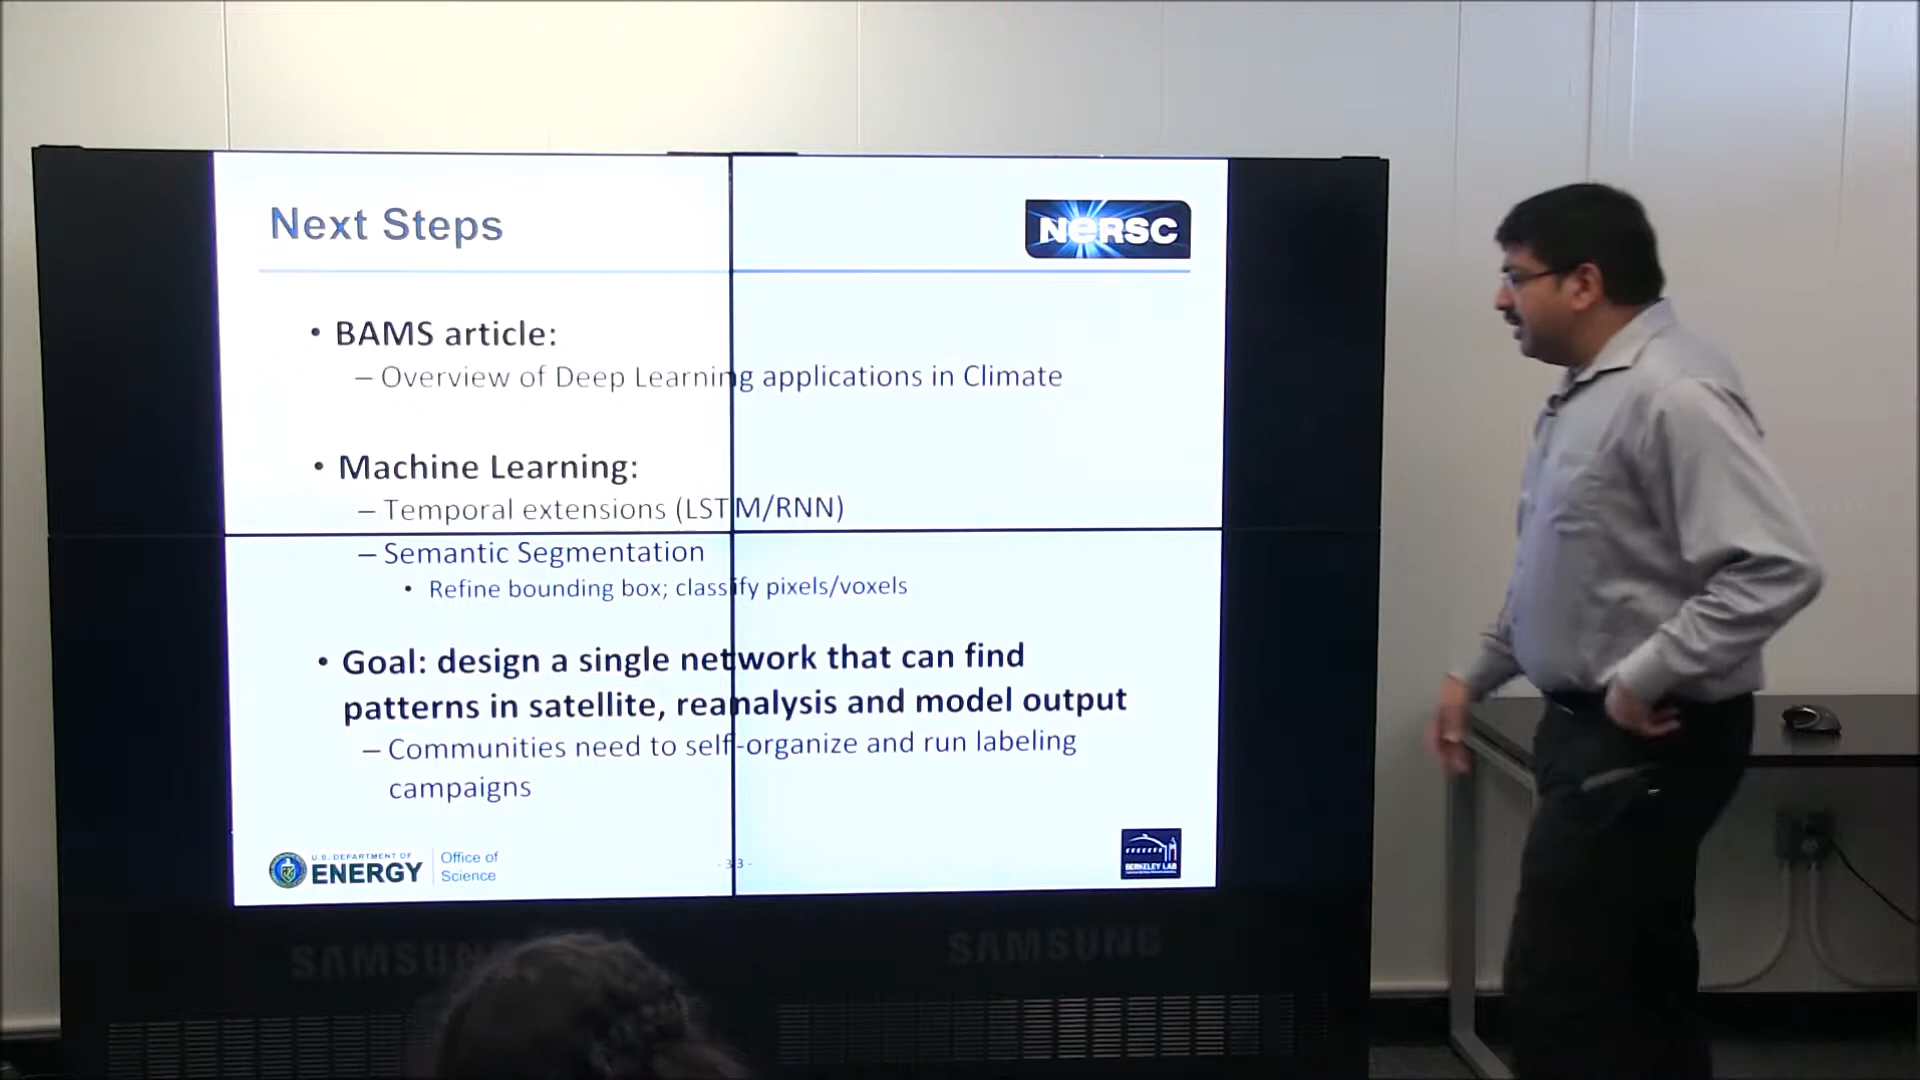 Next Steps
NERSC
• BAMS article:
– Overview of Deep Learning applications in Climate
• Machine Learning:
– Temporal extensions (LSTM/RNN)
– Semantic Segmentation
• Refine bounding box; classify pixels/voxels
• Goal: design a single network that can find
patterns in satellite, reanalysis and model output
– Communities need to self-organize and run labeling
campaigns
U.S. DEPARTMENT OF
ENERGY
Office of
Science
- 33 -
BERKELEY LAB
SAMSUNG
SAMSUNG